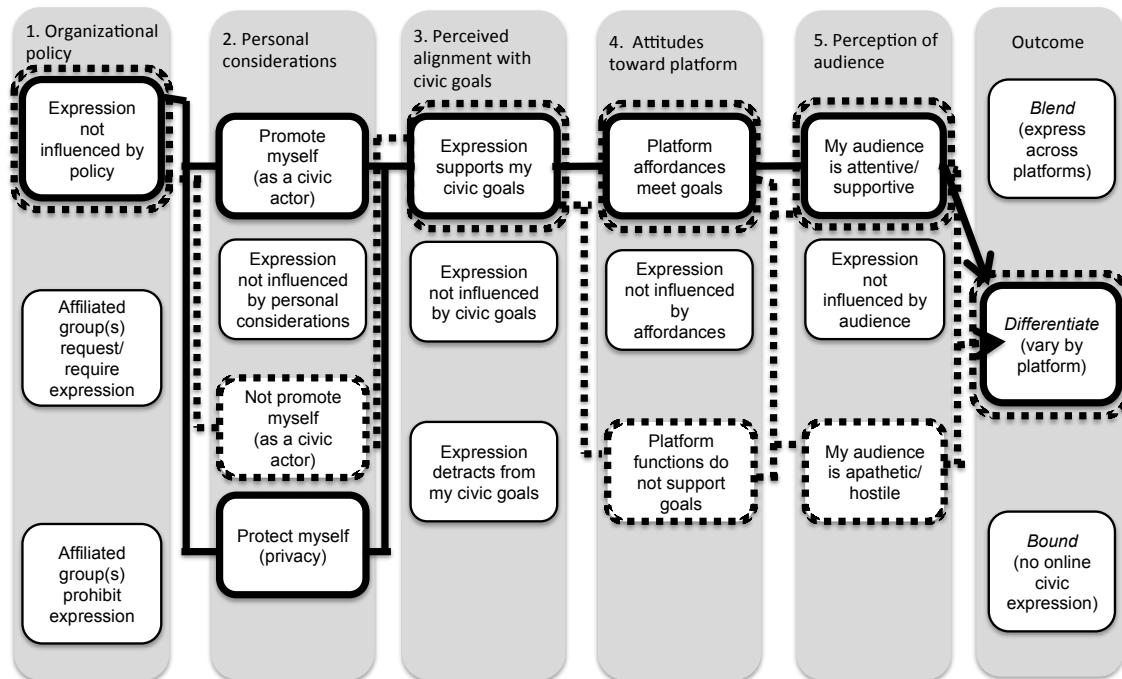 1. Organizational
policy
Expression
not
influenced by
policy
Affiliated
group(s)
request/
require
expression
Affiliated
group(s)
prohibit
expression
2. Personal
considerations
Promote
myself
(as a civic
actor)
Expression
not influenced
by personal
considerations
Not promote
myself
(as a civic
actor)
Protect myself
(privacy)
3. Perceived
alignment with
civic goals
Expression
supports my
civic goals
Expression
not influenced
by civic goals
Expression
detracts from
my civic goals
4. Attitudes
toward platform
Platform
affordances
meet goals
Expression
not influenced
by
affordances
Platform
functions do
not support
goals
5. Perception of
audience
My audience
is attentive/
supportive
Expression
not
influenced by
audience
My audience
is apathetic/
hostile
Outcome
Blend
(express
across
platforms)
Differentiate
(vary by
platform)
Bound
(no online
civic
expression)